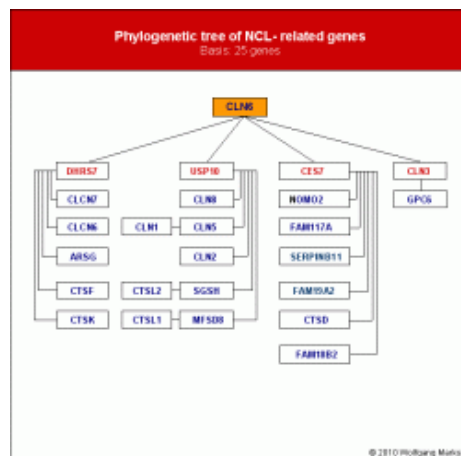 Phylogenetic tree of NCL- related genes
Basis: 25 genes
CLN6
DHRS7 USP10 CES7 CLN3
CLCN7 CLN8 NOMO2 GPC6
CLCN6 CLN1 CLN5 FAM117A
ARSG CLN2 SERPINB11
CTSF CTSL2 SGSH FAM19A2
CTSK CTSL1 MFSD8 CTSD
FAM18B2
© 2010 Wolfgang Marks